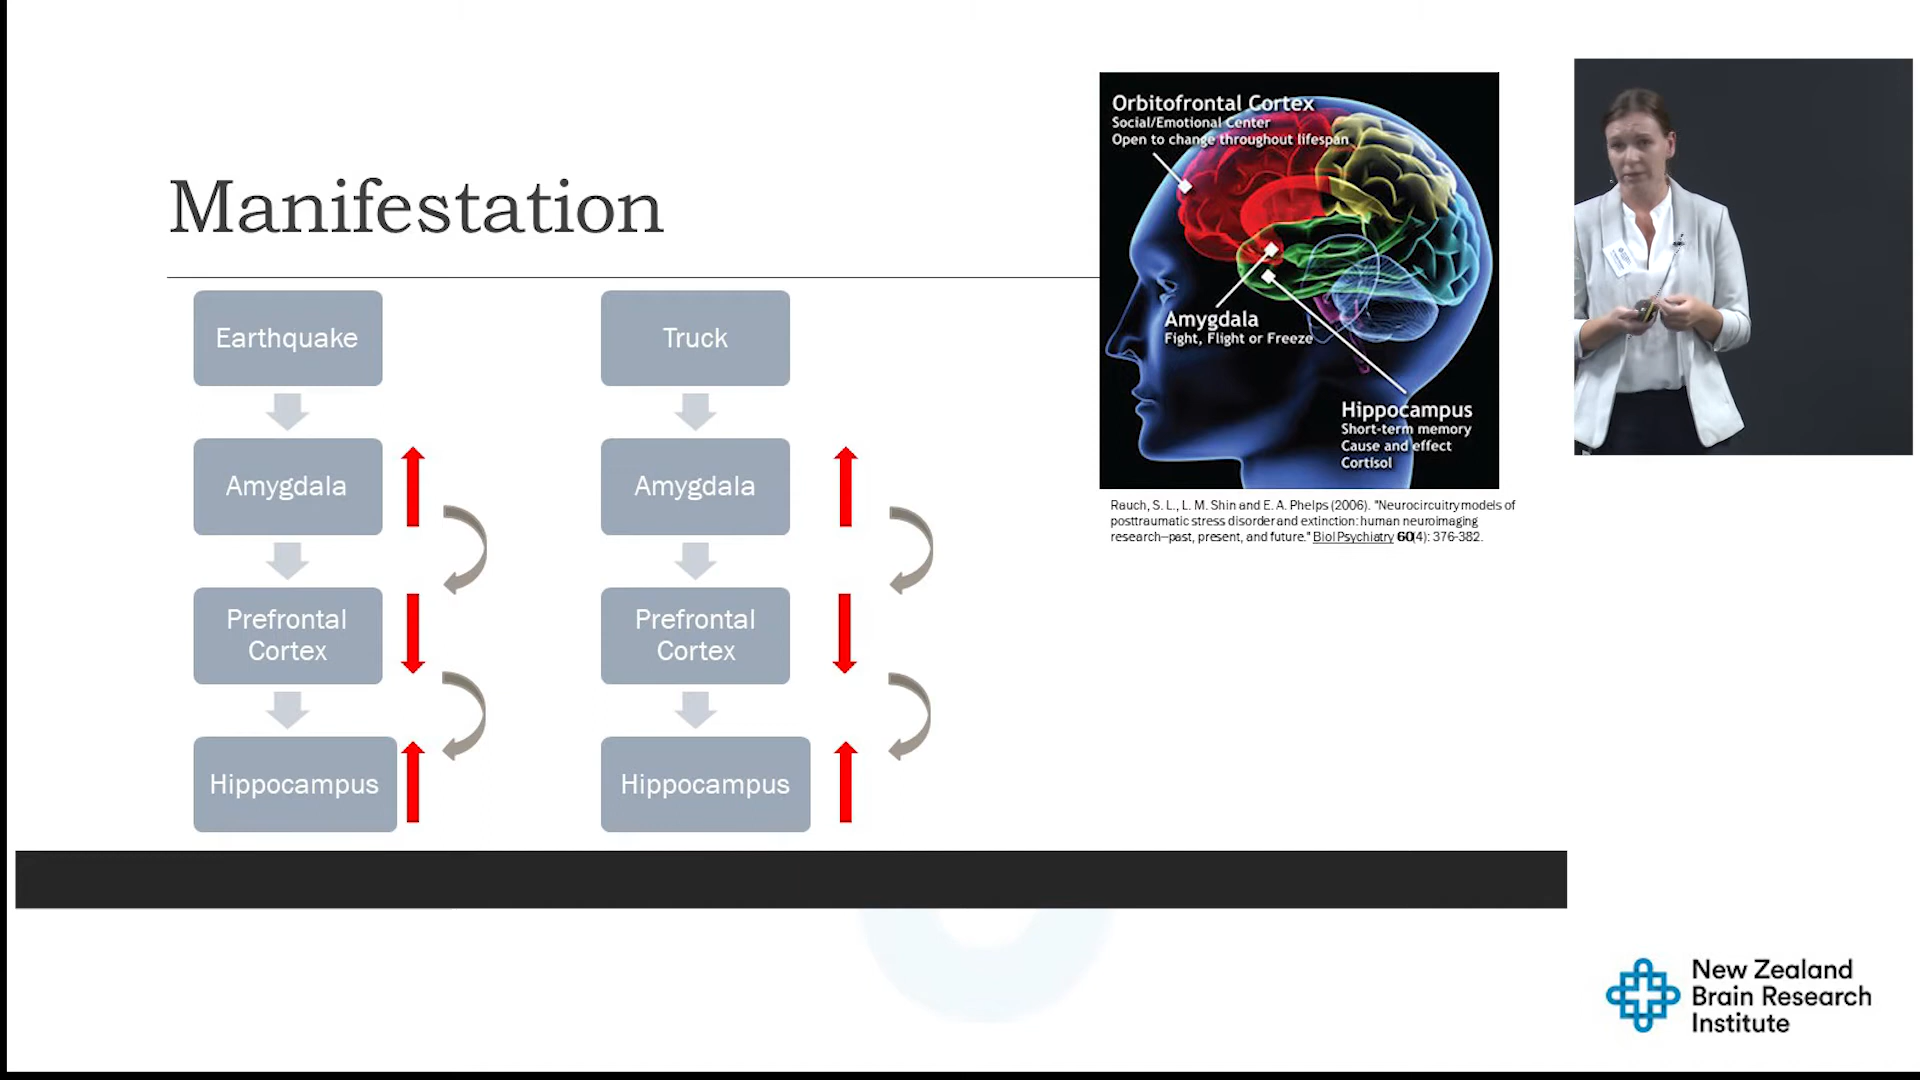 Manifestation
Earthquake
Amygdala
Prefrontal
Cortex
Hippocampus
Truck
Amygdala
Prefrontal
Cortex
Hippocampus
Orbitofrontal Cortex
Social/Emotional Center
Open to change throughout lifespan
Amygdala
Fight, Flight or Freeze
Hippocampus
Short-term memory
Cause and effect
Cortisol
Rauch, S. L., L. M. Shin and E. A. Phelps (2006). "Neurocircuitry models of
posttraumatic stress disorder and extinction: human neuroimaging
research--past, present, and future." Biol Psychiatry 60(4): 376-382.
New Zealand
Brain Research
Institute